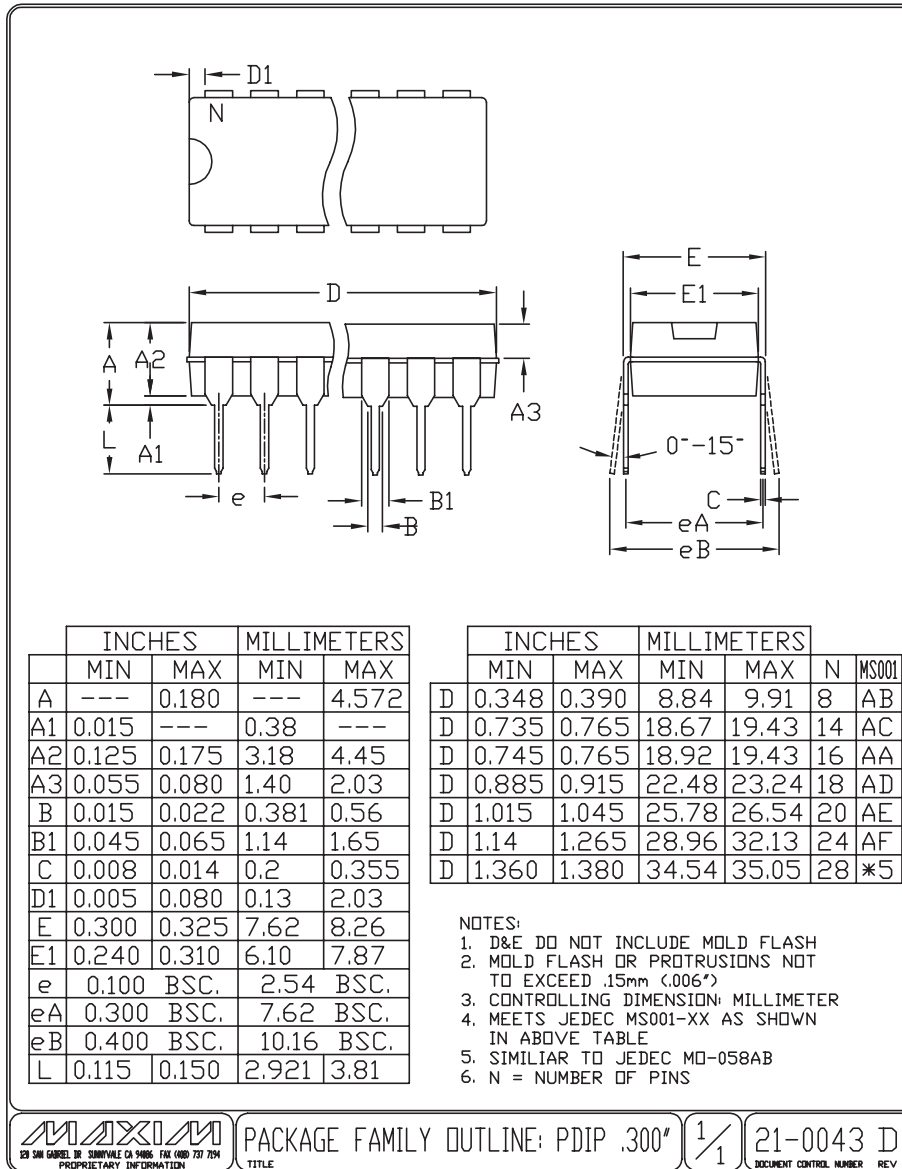 D1
N
D
E
E1
A
A2
A3
L
A1
0°-15°
e
B1
B
C
eA
eB
INCHES MILLIMETERS
MIN MAX MIN MAX
A --- 0.180 --- 4.572
A1 0.015 --- 0.38 ---
A2 0.125 0.175 3.18 4.45
A3 0.055 0.080 1.40 2.03
B 0.015 0.022 0.381 0.56
B1 0.045 0.065 1.14 1.65
C 0.008 0.014 0.2 0.355
D1 0.005 0.080 0.13 2.03
E 0.300 0.325 7.62 8.26
E1 0.240 0.310 6.10 7.87
e 0.100 BSC. 2.54 BSC.
eA 0.300 BSC. 7.62 BSC.
eB 0.400 BSC. 10.16 BSC.
L 0.115 0.150 2.921 3.81
INCHES MILLIMETERS
MIN MAX MIN MAX N MS001
D 0.348 0.390 8.84 9.91 8 AB
D 0.735 0.765 18.67 19.43 14 AC
D 0.745 0.765 18.92 19.43 16 AA
D 0.885 0.915 22.48 23.24 18 AD
D 1.015 1.045 25.78 26.54 20 AE
D 1.14 1.265 28.96 32.13 24 AF
D 1.360 1.380 34.54 35.05 28 *5
NOTES:
1. D&E DO NOT INCLUDE MOLD FLASH
2. MOLD FLASH OR PROTRUSIONS NOT
TO EXCEED .15mm (.006")
3. CONTROLLING DIMENSION: MILLIMETER
4. MEETS JEDEC MS001-XX AS SHOWN
IN ABOVE TABLE
5. SIMILIAR TO JEDEC MO-058AB
6. N = NUMBER OF PINS
MAXIM
120 SAN GABRIEL DR SUNNYVALE CA 94086 FAX (408) 737 7194
PROPRIETARY INFORMATION
PACKAGE FAMILY OUTLINE: PDIP .300"
TITLE
1/1
21-0043 D
DOCUMENT CONTROL NUMBER REV